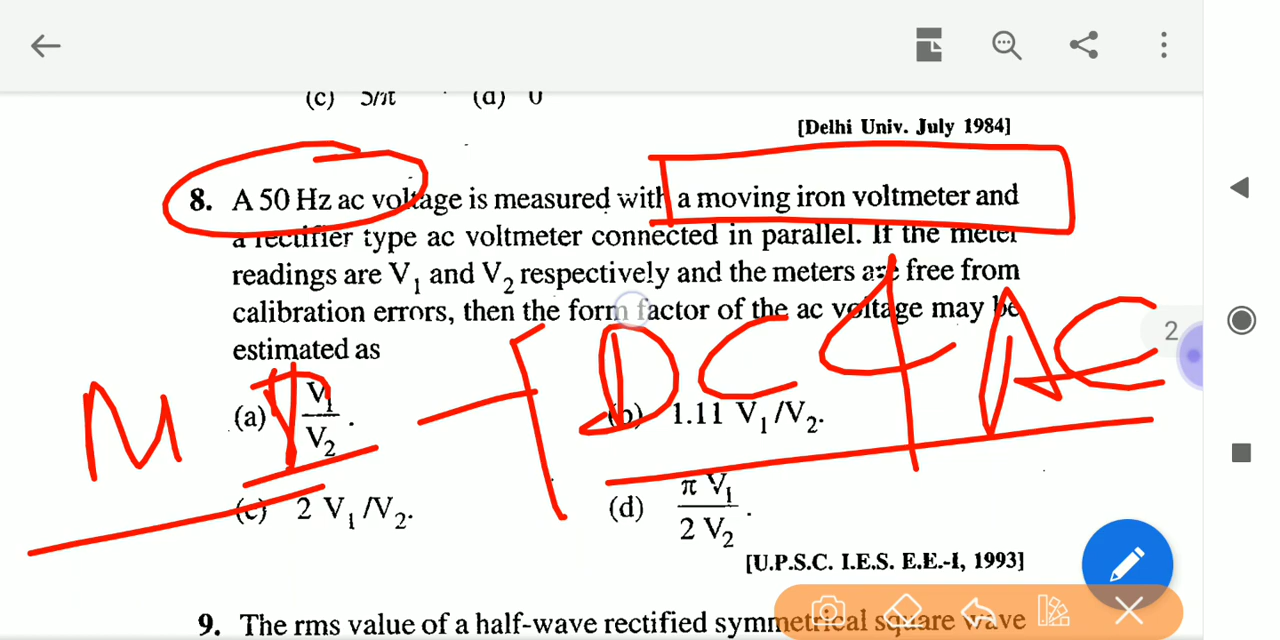 (c) 5/π (d) 0
[Delhi Univ. July 1984]
8. A 50 Hz ac voltage is measured with a moving iron voltmeter and
a rectifier type ac voltmeter connected in parallel. If the meter
readings are V₁ and V₂ respectively and the meters are free from
calibration errors, then the form factor of the ac voltage may be
estimated as
2
M I → DC & AC
(a) V₁/V₂ . (b) 1.11 V₁/V₂.
(c) 2 V₁/V₂. (d) π V₁/2 V₂ .
[U.P.S.C. I.E.S. E.E.-I, 1993]
9. The rms value of a half-wave rectified symmetrical square wave